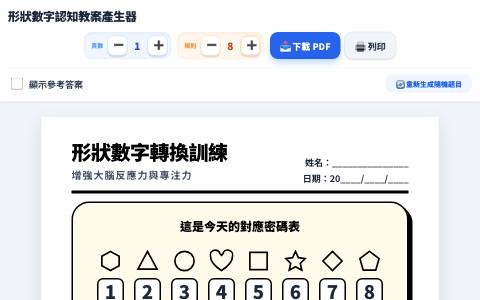 形狀數字認知教案產生器
頁數 − 1 + 規則 − 8 + 下載 PDF 列印
顯示參考答案 重新生成隨機題目
形狀數字轉換訓練
姓名：_______________
增強大腦反應力與專注力
日期：20____/____/____
這是今天的對應密碼表
1 2 3 4 5 6 7 8